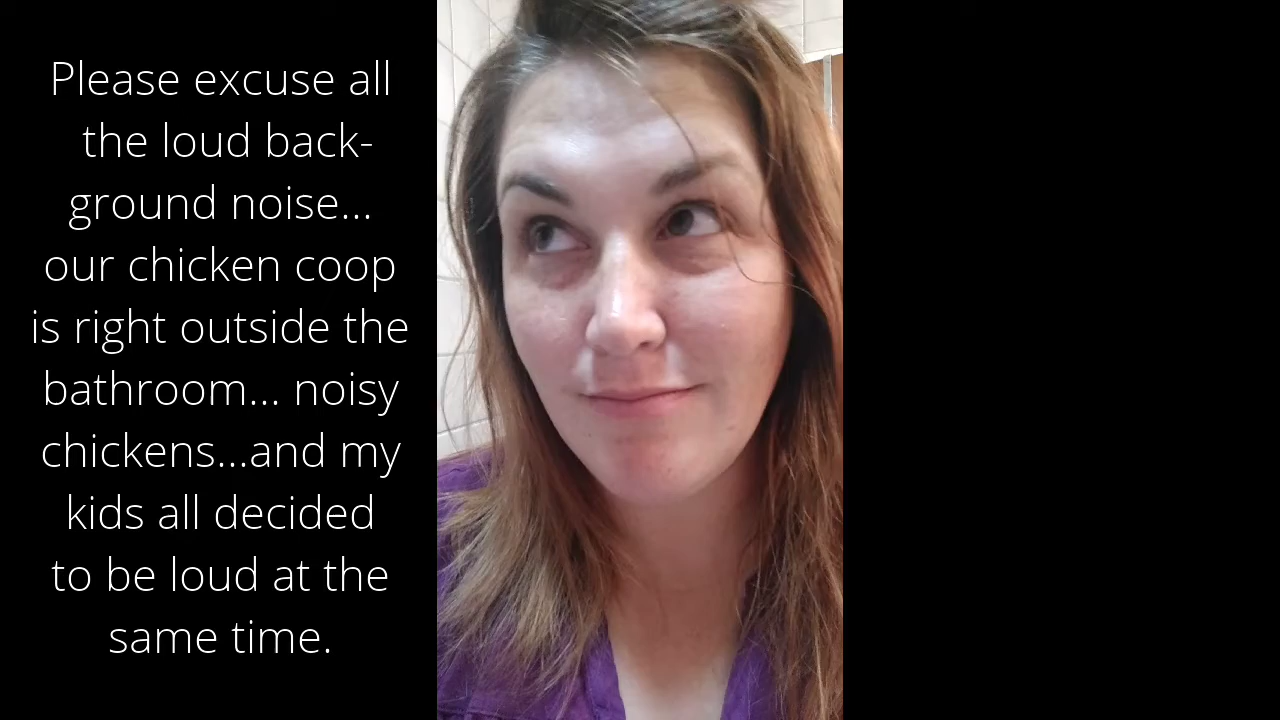 Please excuse all
the loud back-
ground noise...
our chicken coop
is right outside the
bathroom... noisy
chickens...and my
kids all decided
to be loud at the
same time.